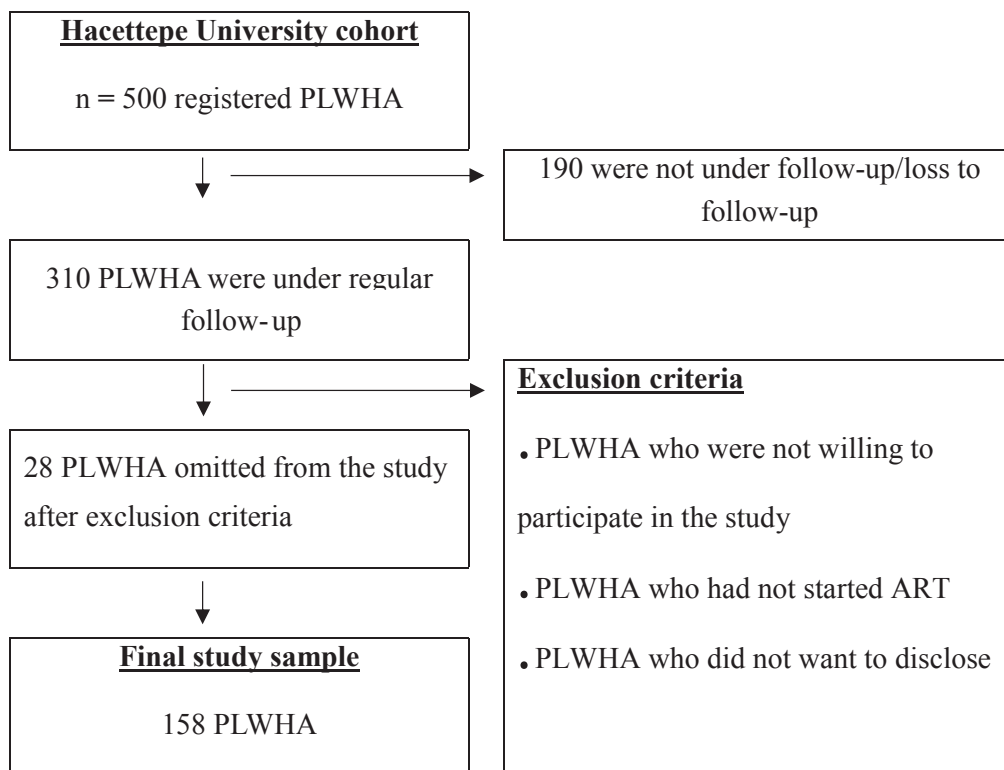 Hacettepe University cohort
n = 500 registered PLWHA
190 were not under follow-up/loss to
follow-up
310 PLWHA were under regular
follow-up
28 PLWHA omitted from the study
after exclusion criteria
Exclusion criteria
• PLWHA who were not willing to
participate in the study
• PLWHA who had not started ART
• PLWHA who did not want to disclose
Final study sample
158 PLWHA